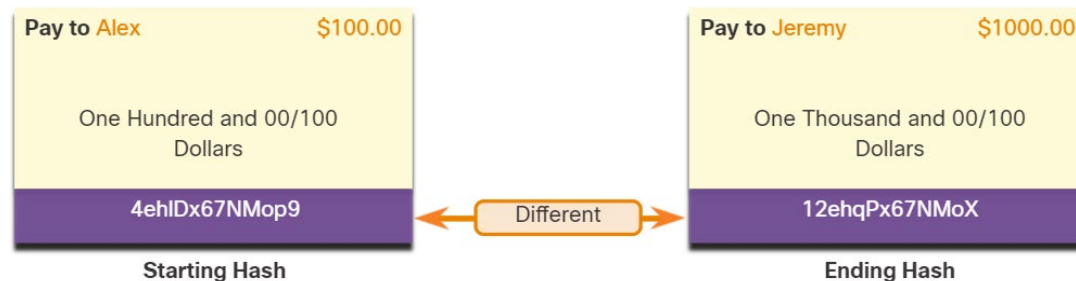 Pay to Alex $100.00
One Hundred and 00/100
Dollars
4ehlDx67NMop9
Starting Hash
Different
Pay to Jeremy $1000.00
One Thousand and 00/100
Dollars
12ehqPx67NMoX
Ending Hash